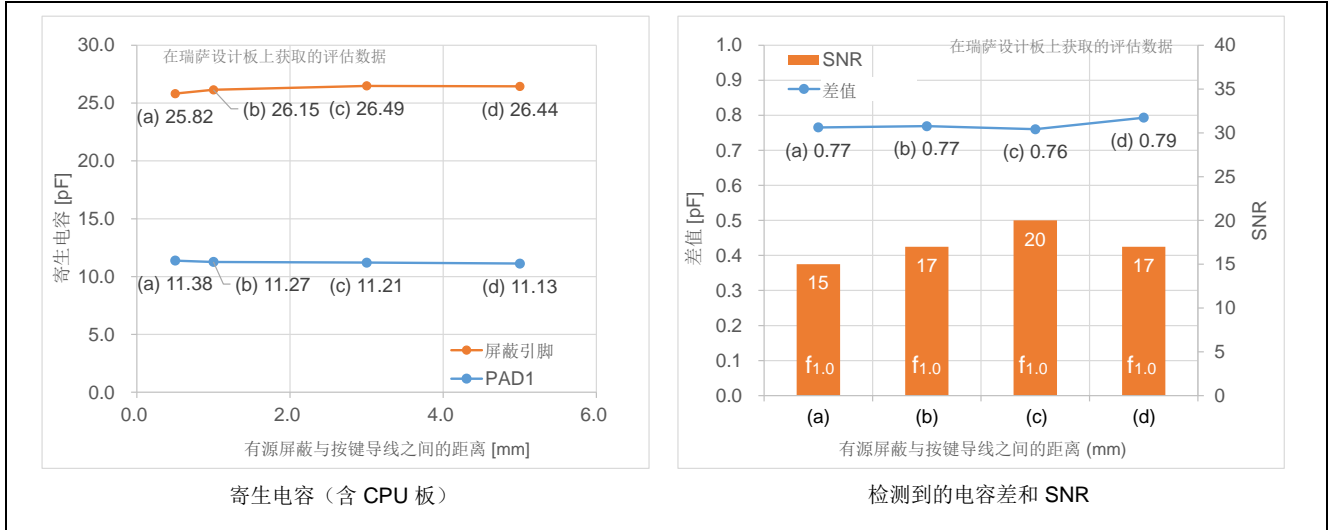 在瑞萨设计板上获取的评估数据
30.0
25.0
20.0
15.0
10.0
5.0
0.0
寄生电容 [pF]
(a) 25.82
(b) 26.15
(c) 26.49
(d) 26.44
(a) 11.38
(b) 11.27
(c) 11.21
(d) 11.13
屏蔽引脚
PAD1
0.0 2.0 4.0 6.0
有源屏蔽与按键导线之间的距离 [mm]
寄生电容（含 CPU 板）
在瑞萨设计板上获取的评估数据
SNR
差值
1.0
0.9
0.8
0.7
0.6
0.5
0.4
0.3
0.2
0.1
0.0
差值 [pF]
(a) 0.77
(b) 0.77
(c) 0.76
(d) 0.79
15
17
20
17
f1.0
f1.0
f1.0
f1.0
40
35
30
25
20
15
10
5
0
SNR
(a) (b) (c) (d)
有源屏蔽与按键导线之间的距离 (mm)
检测到的电容差和 SNR